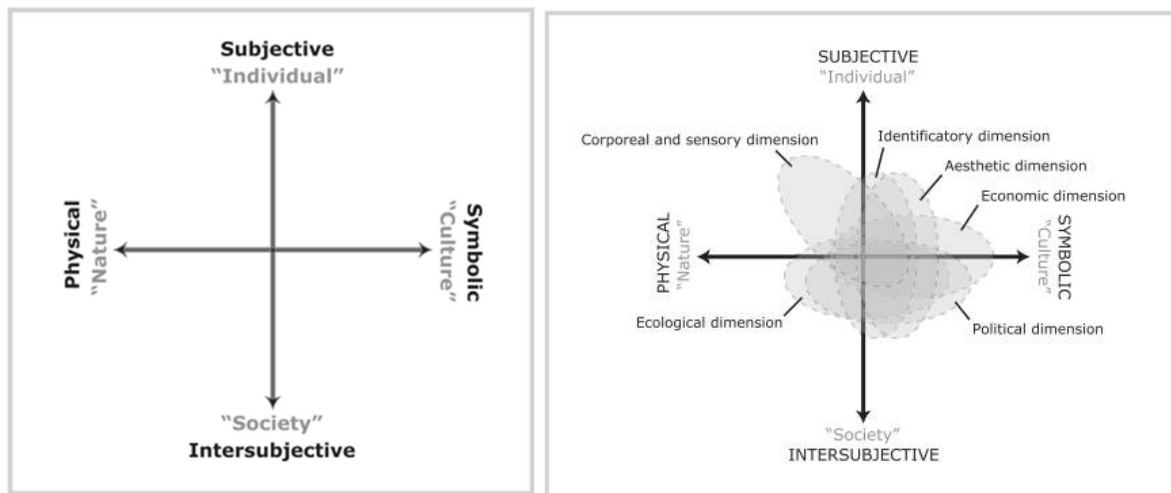 Subjective
“Individual”
Physical
“Nature”
“Culture”
Symbolic
“Society”
Intersubjective
SUBJECTIVE
“Individual”
Corporeal and sensory dimension
Identificatory dimension
Aesthetic dimension
Economic dimension
PHYSICAL
“Nature”
“Culture”
SYMBOLIC
Ecological dimension
Political dimension
“Society”
INTERSUBJECTIVE